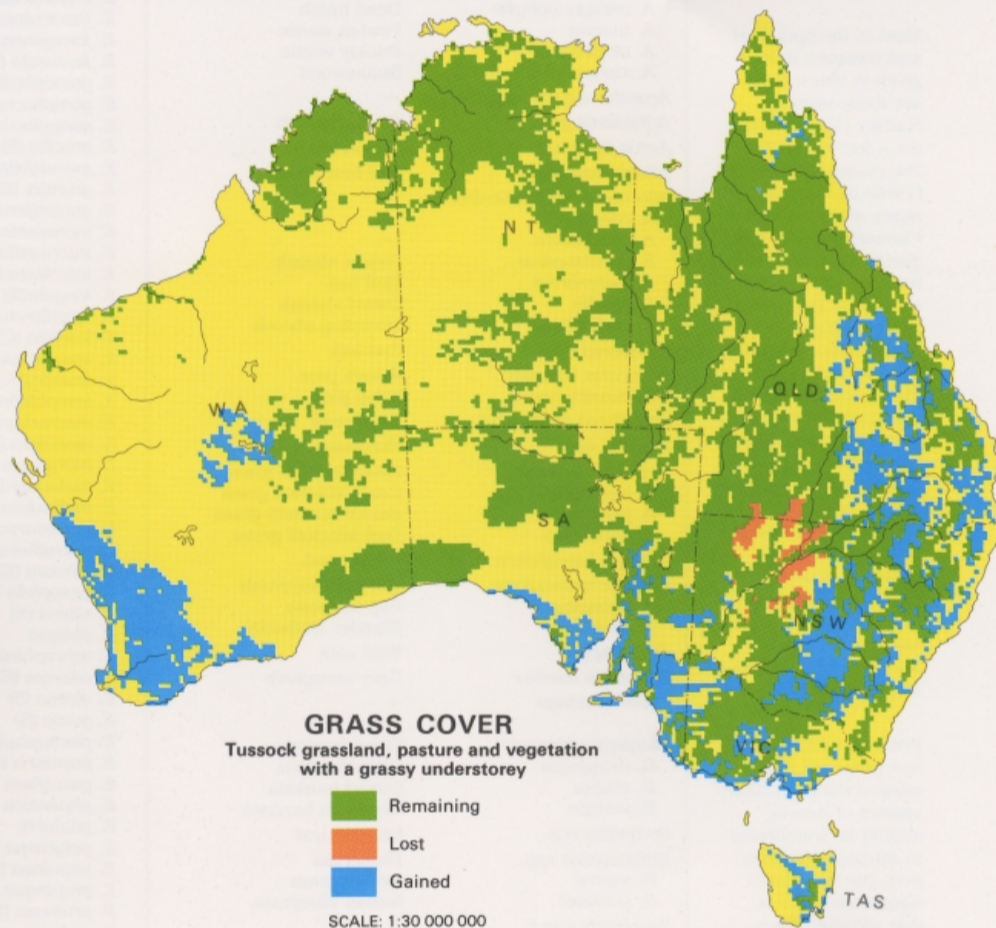 NT
WA
QLD
SA
NSW
VIC
GRASS COVER
Tussock grassland, pasture and vegetation
with a grassy understorey
Remaining
Lost
Gained
TAS
SCALE: 1:30 000 000